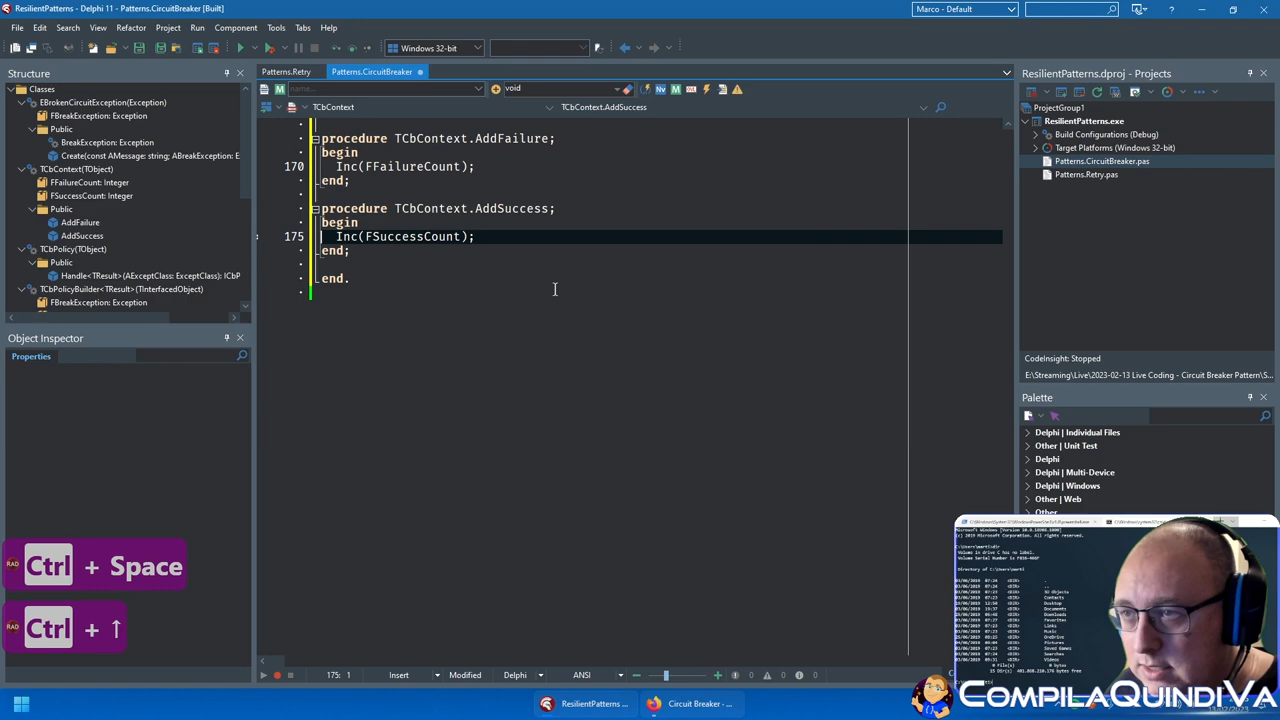 ResilientPatterns - Delphi 11 - Patterns.CircuitBreaker [Built]
Marco - Default
File Edit Search View Refactor Project Run Component Tools Tabs Help
Windows 32-bit
Structure
Classes
EBrokenCircuitException(Exception)
FBreakException: Exception
Public
BreakException: Exception
Create(const AMessage: string; ABreakException: E
TCbContext(TObject)
FFailureCount: Integer
FSuccessCount: Integer
Public
AddFailure
AddSuccess
TCbPolicy(TObject)
Public
Handle<TResult>(AExceptClass: ExceptClass): ICbP
TCbPolicyBuilder<TResult>(TInterfacedObject)
FBreakException: Exception
Object Inspector
Properties
Patterns.Retry Patterns.CircuitBreaker
name... void
TCbContext TCbContext.AddSuccess
procedure TCbContext.AddFailure;
begin
170 Inc(FFailureCount);
end;
procedure TCbContext.AddSuccess;
begin
175 Inc(FSuccessCount);
end;
end.
Insert Modified Delphi ANSI 0 0 0
ResilientPatterns.dproj - Projects
ProjectGroup1
ResilientPatterns.exe
Build Configurations (Debug)
Target Platforms (Windows 32-bit)
Patterns.CircuitBreaker.pas
Patterns.Retry.pas
CodeInsight: Stopped
E:\Streaming\Live\2023-02-13 Live Coding - Circuit Breaker Pattern\S...
Palette
Delphi | Individual Files
Other | Unit Test
Delphi
Delphi | Multi-Device
Delphi | Windows
Other | Web
Other
RAD Ctrl + Space
RAD Ctrl + ↑
ResilientPatterns ...
Circuit Breaker - ...
COMPILAQUINDIVA